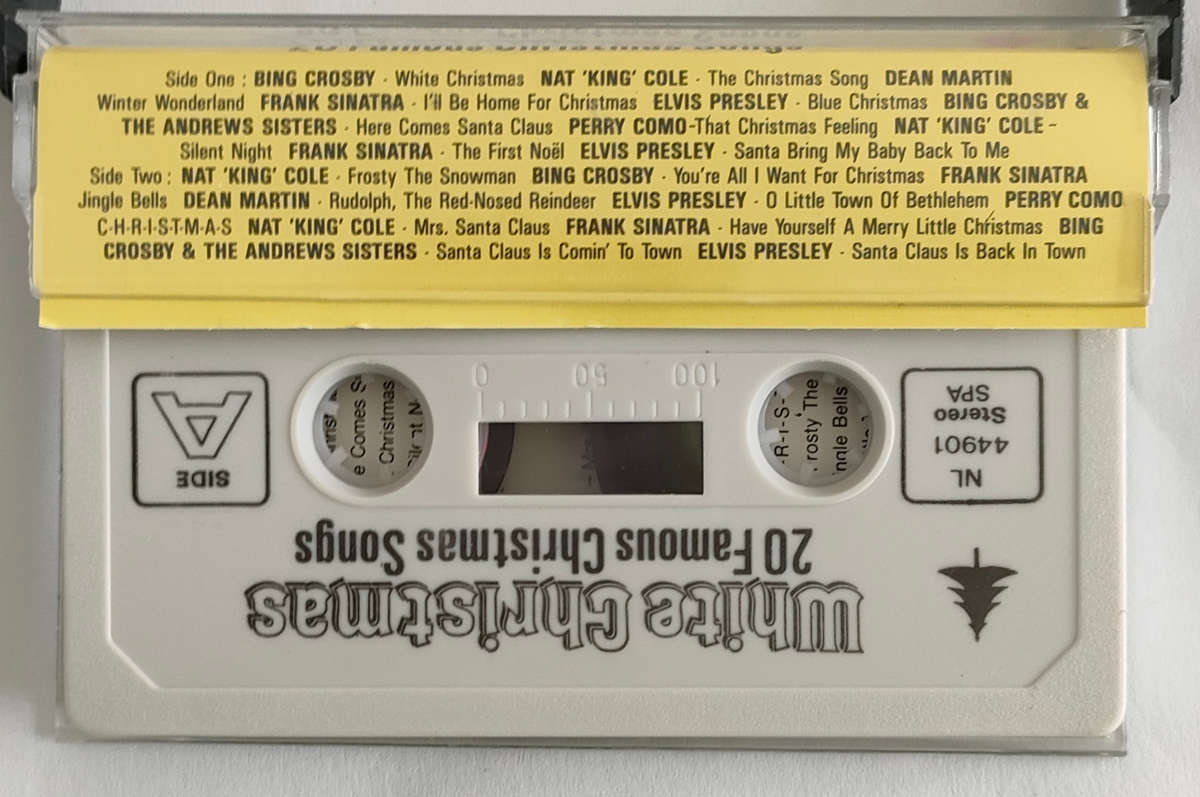 Side One : BING CROSBY · White Christmas NAT 'KING' COLE · The Christmas Song DEAN MARTIN
Winter Wonderland FRANK SINATRA · I'll Be Home For Christmas ELVIS PRESLEY · Blue Christmas BING CROSBY &
THE ANDREWS SISTERS · Here Comes Santa Claus PERRY COMO-That Christmas Feeling NAT 'KING' COLE -
Silent Night FRANK SINATRA · The First Noël ELVIS PRESLEY · Santa Bring My Baby Back To Me
Side Two : NAT 'KING' COLE · Frosty The Snowman BING CROSBY · You're All I Want For Christmas FRANK SINATRA
Jingle Bells DEAN MARTIN · Rudolph, The Red-Nosed Reindeer ELVIS PRESLEY · O Little Town Of Bethlehem PERRY COMO
C-H-R-I-S-T-M-A-S NAT 'KING' COLE · Mrs. Santa Claus FRANK SINATRA · Have Yourself A Merry Little Christmas BING
CROSBY & THE ANDREWS SISTERS · Santa Claus Is Comin' To Town ELVIS PRESLEY · Santa Claus Is Back In Town
White Christmas
20 Famous Christmas Songs
NL
44901
Stereo
SPA
SIDE
A
100 50 0
e Comes S
Christmas
-R-I-S-
rosty The
ngle Bells